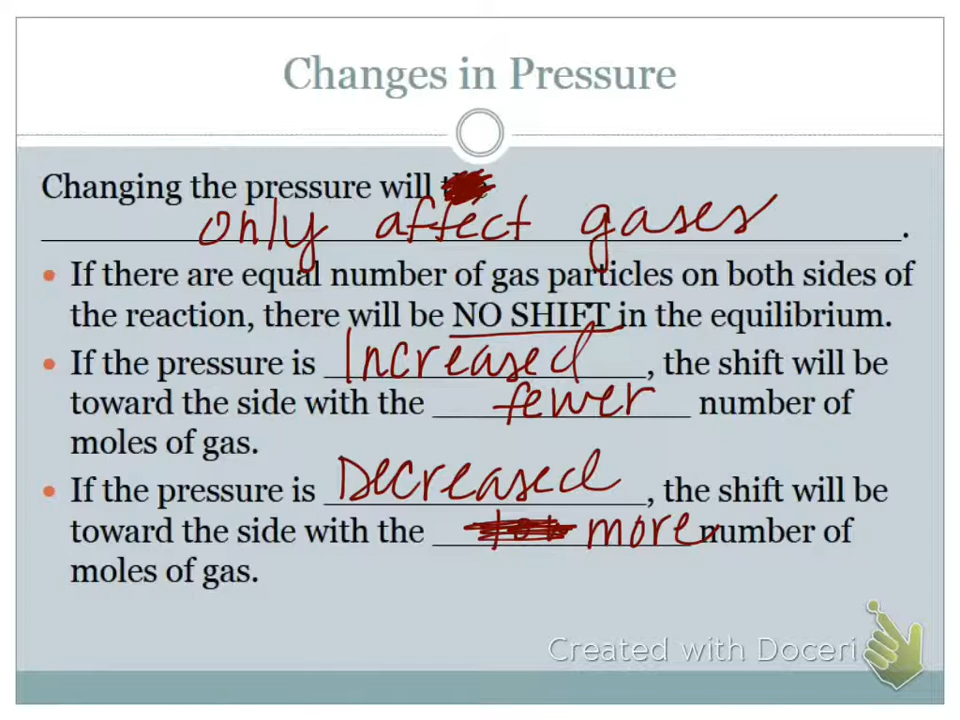 Changes in Pressure
Changing the pressure will
only affect gases.
• If there are equal number of gas particles on both sides of
the reaction, there will be NO SHIFT in the equilibrium.
• If the pressure is Increased, the shift will be
toward the side with the fewer number of
moles of gas.
• If the pressure is Decreased, the shift will be
toward the side with the more number of
moles of gas.
Created with Doceri